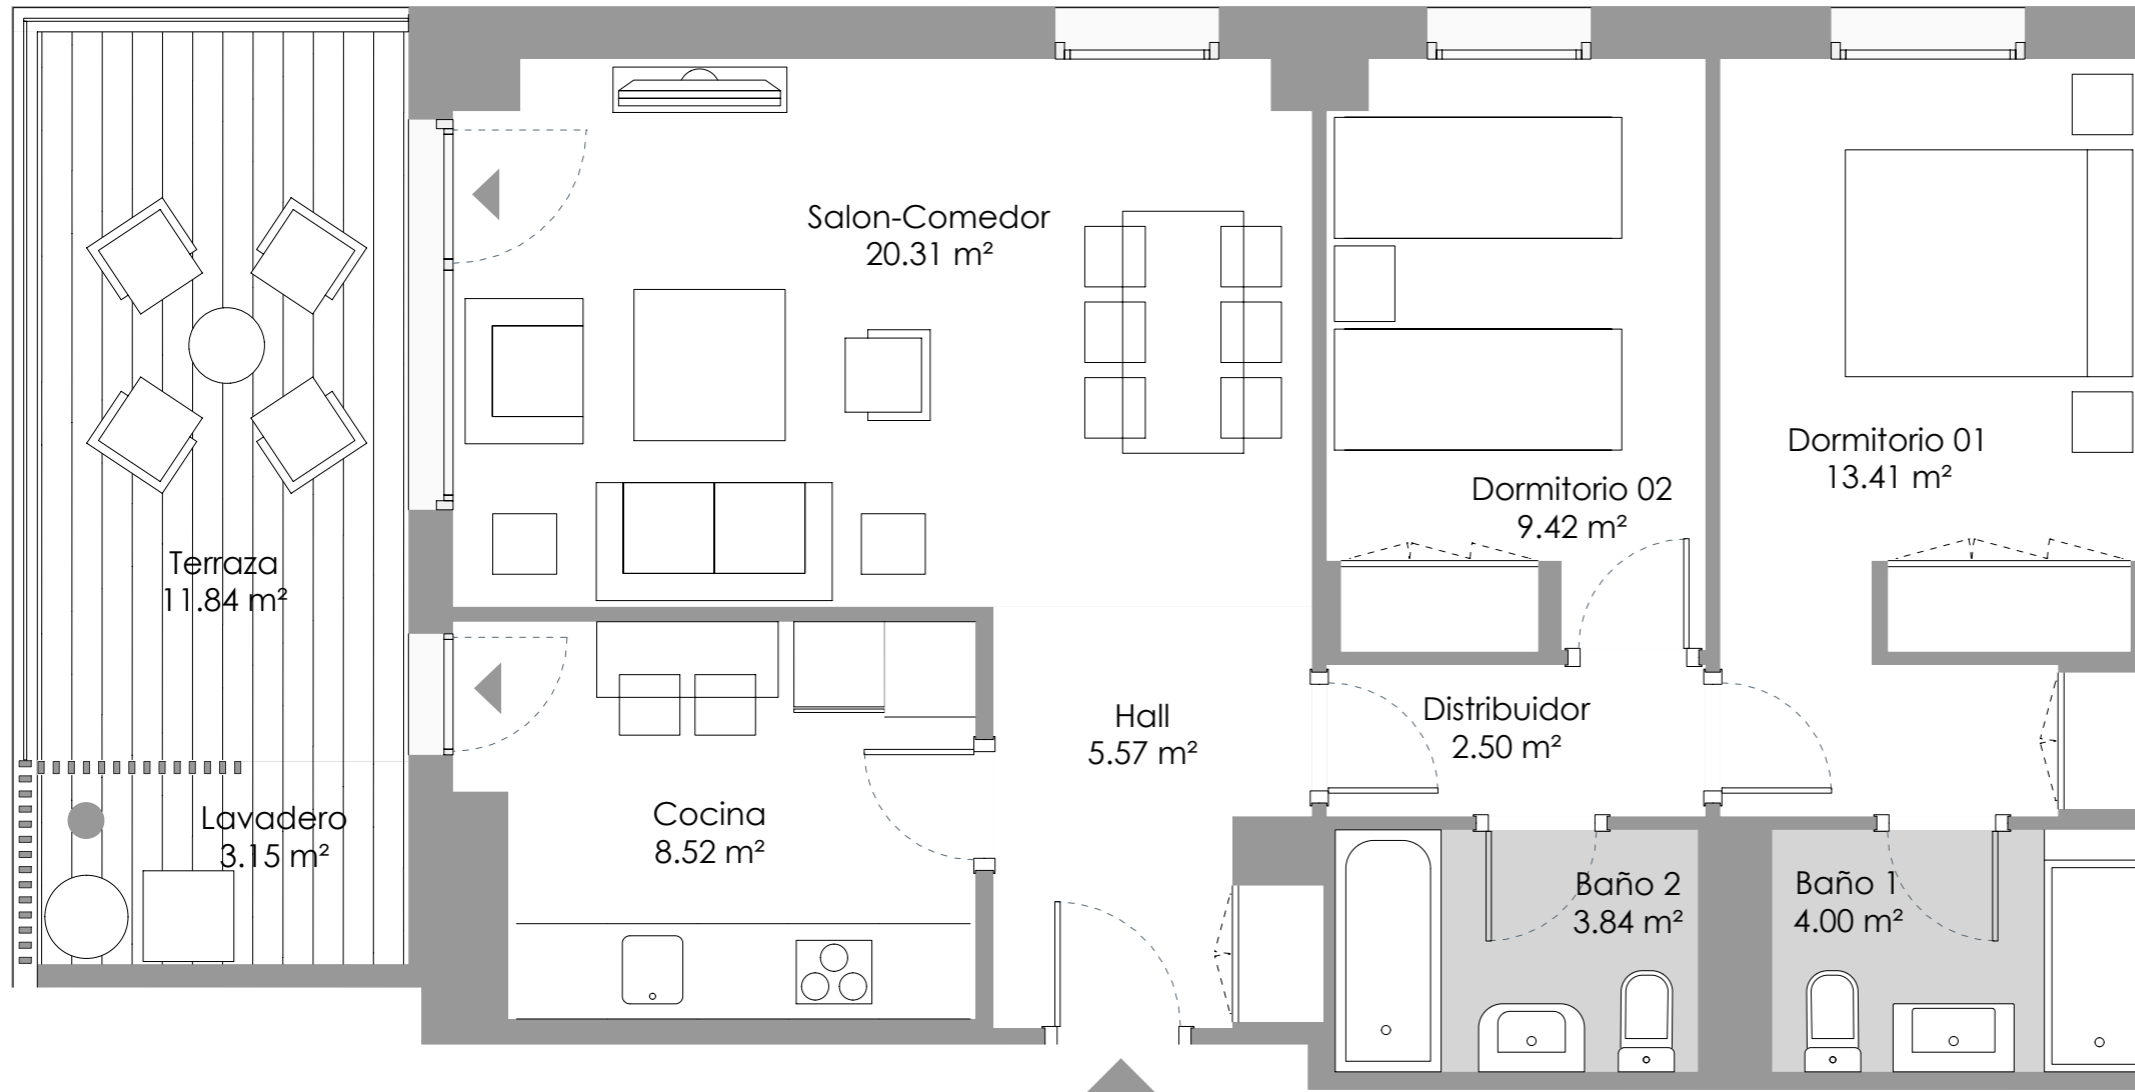 Salon-Comedor
20.31 m²
Dormitorio 01
13.41 m²
Dormitorio 02
9.42 m²
Terraza
11.84 m²
Hall
5.57 m²
Distribuidor
2.50 m²
Lavadero
3.15 m²
Cocina
8.52 m²
Baño 2
3.84 m²
Baño 1
4.00 m²